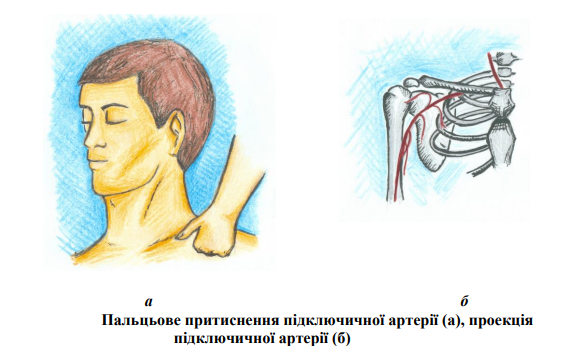 а б
Пальцьове притиснення підключичної артерії (а), проекція
підключичної артерії (б)